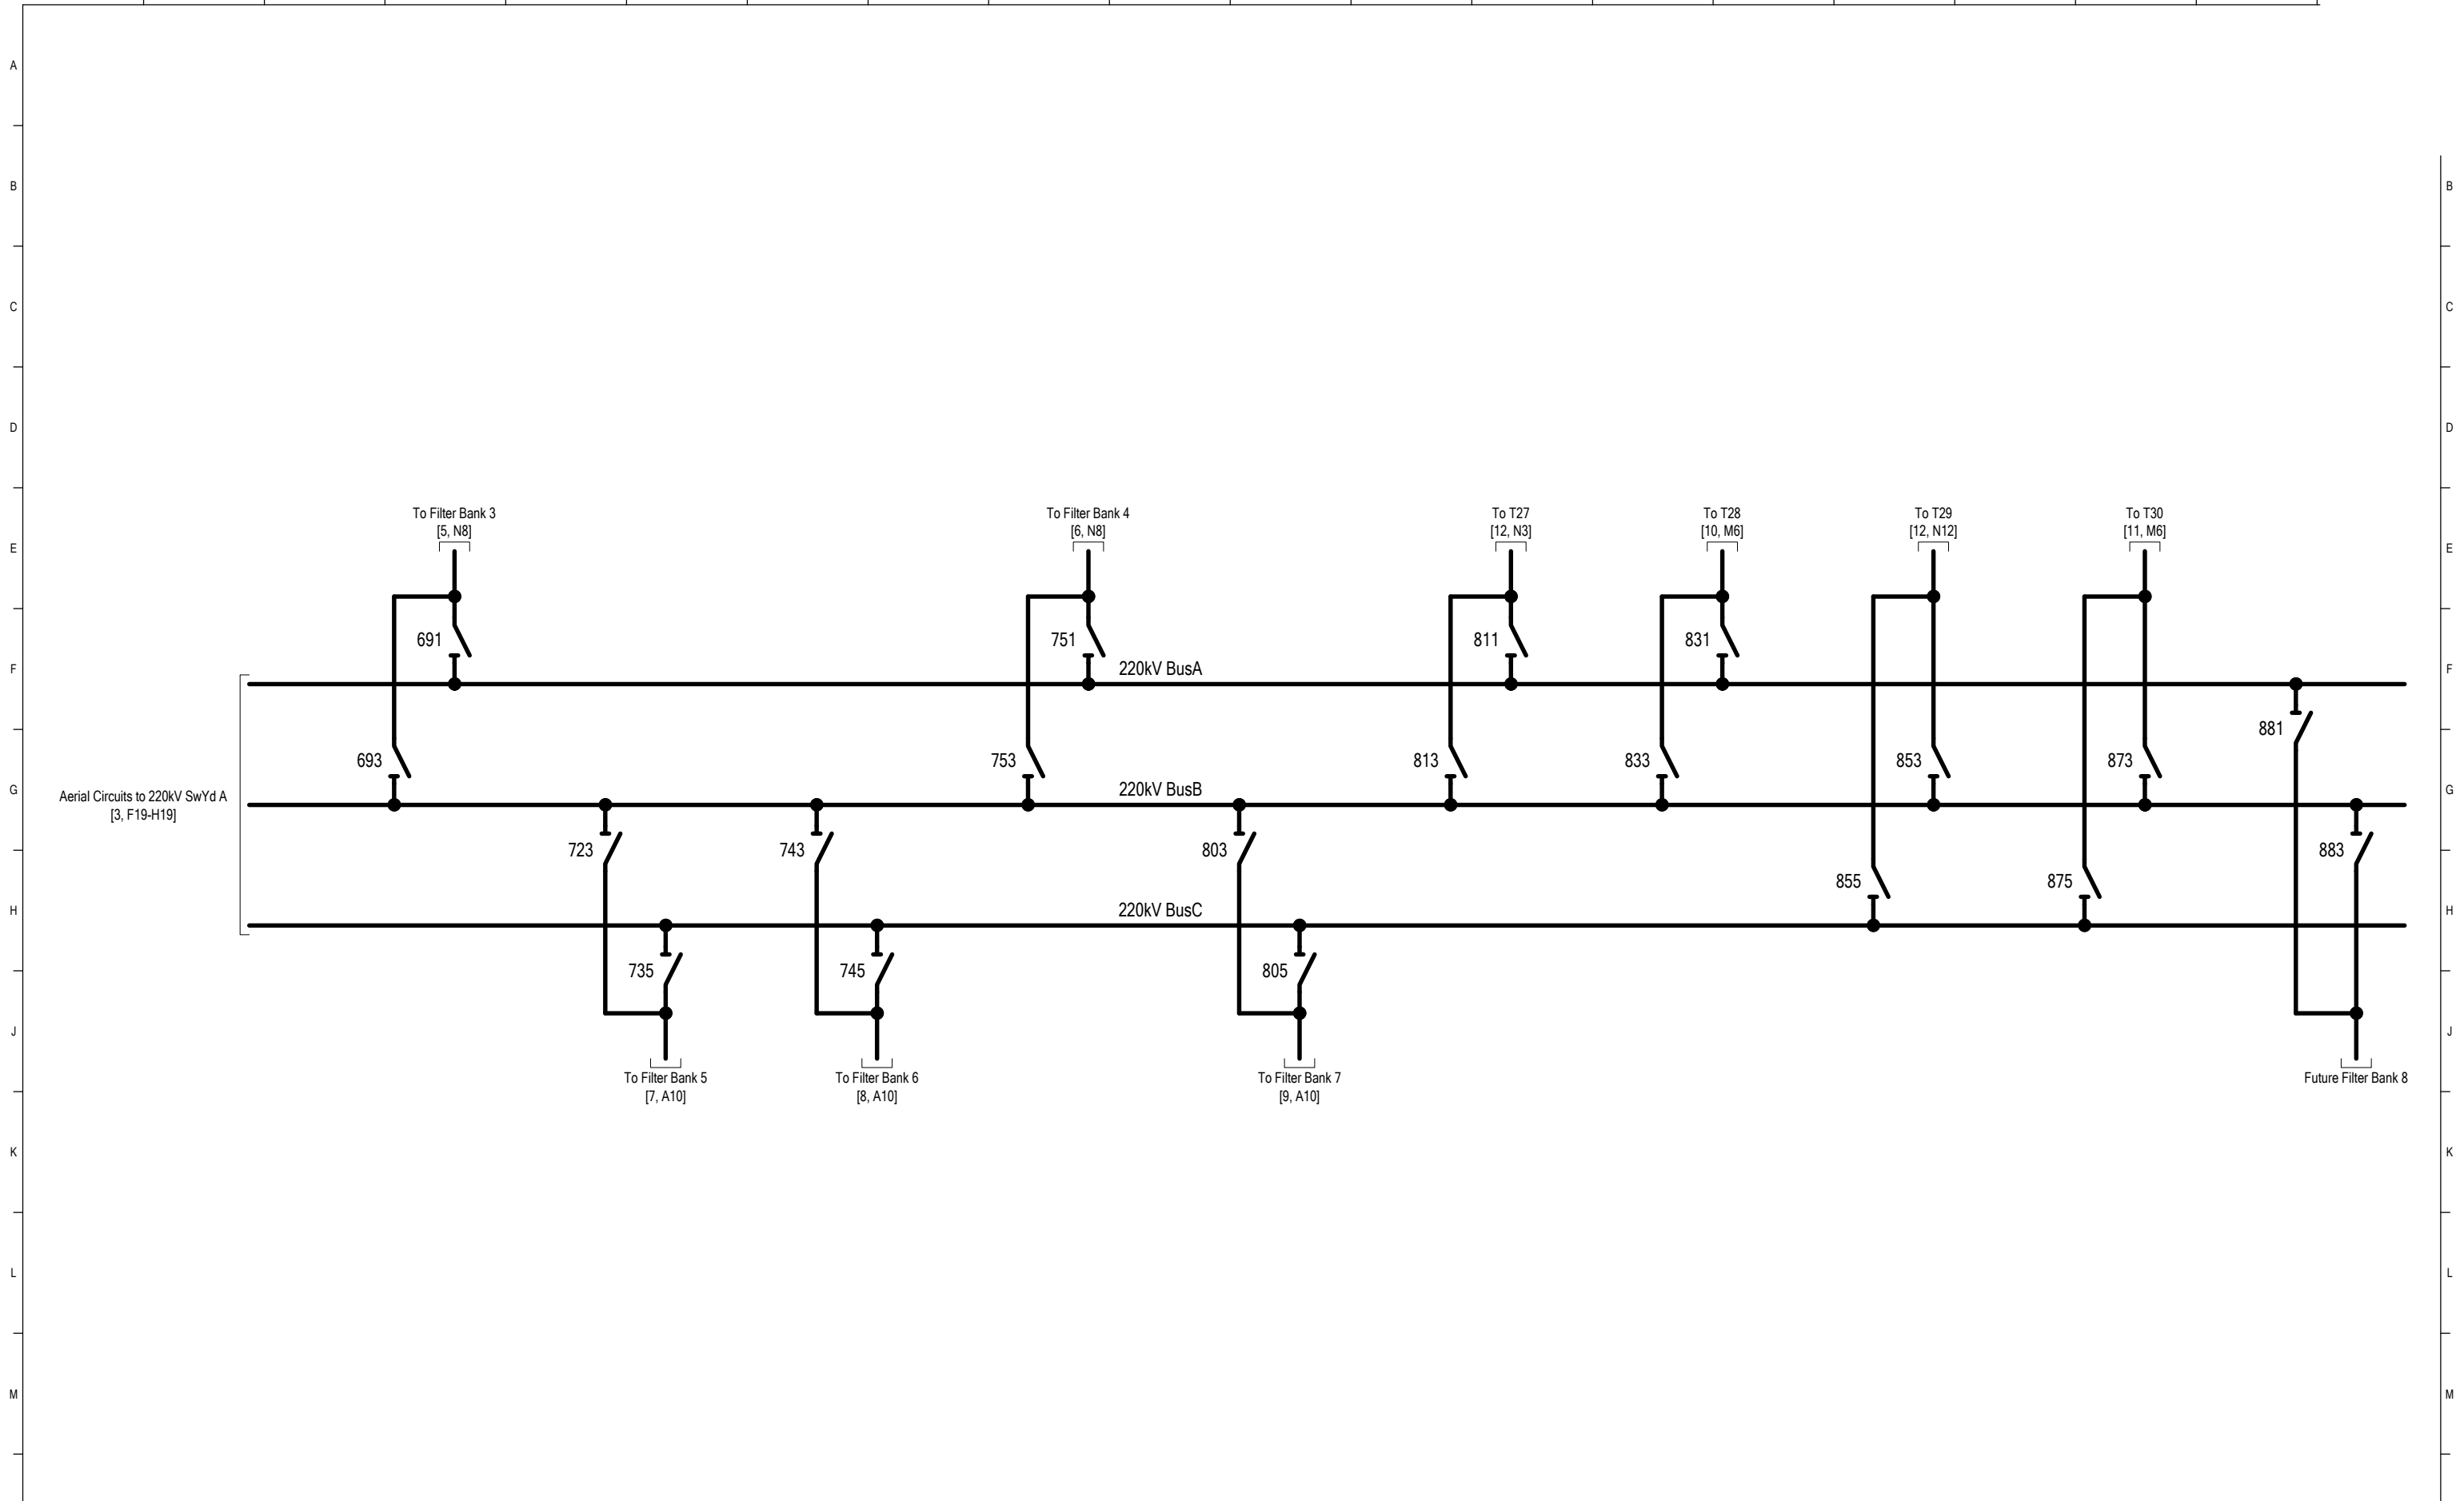 A
B
B
C
C
D
D
To Filter Bank 3
[5, N8]
To Filter Bank 4
[6, N8]
To T27
[12, N3]
To T28
[10, M6]
To T29
[12, N12]
To T30
[11, M6]
E
E
691
751
811
831
F
220kV BusA
F
881
693
753
813
833
853
873
G
Aerial Circuits to 220kV SwYd A
[3, F19-H19]
220kV BusB
G
723
743
803
883
855
875
H
220kV BusC
H
735
745
805
J
J
To Filter Bank 5
[7, A10]
To Filter Bank 6
[8, A10]
To Filter Bank 7
[9, A10]
Future Filter Bank 8
K
K
L
L
M
M